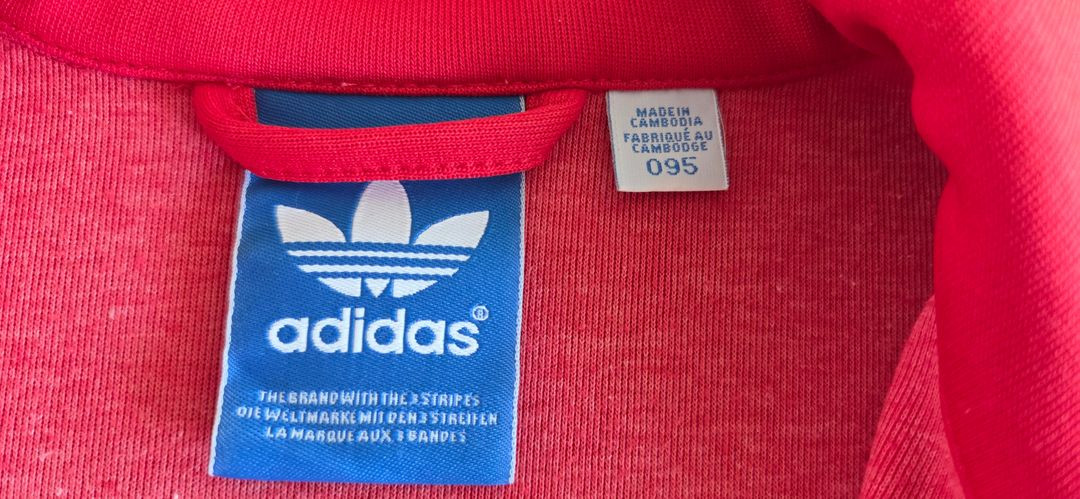 adidas®
THE BRAND WITH THE 3 STRIPES
DIE WELTMARKE MIT DEN 3 STREIFEN
LA MARQUE AUX 3 BANDES
MADE IN
CAMBODIA
FABRIQUÉ AU
CAMBODGE
095